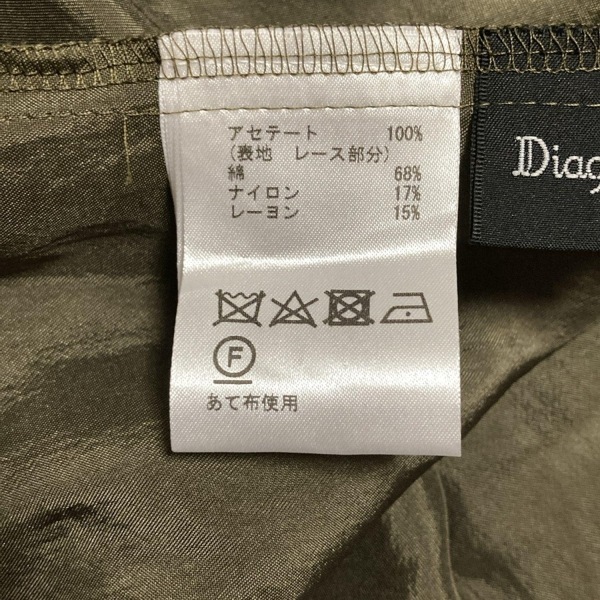 アセテート 100%
(表地 レース部分)
綿 68%
ナイロン 17%
レーヨン 15%
F
あて布使用
Diag